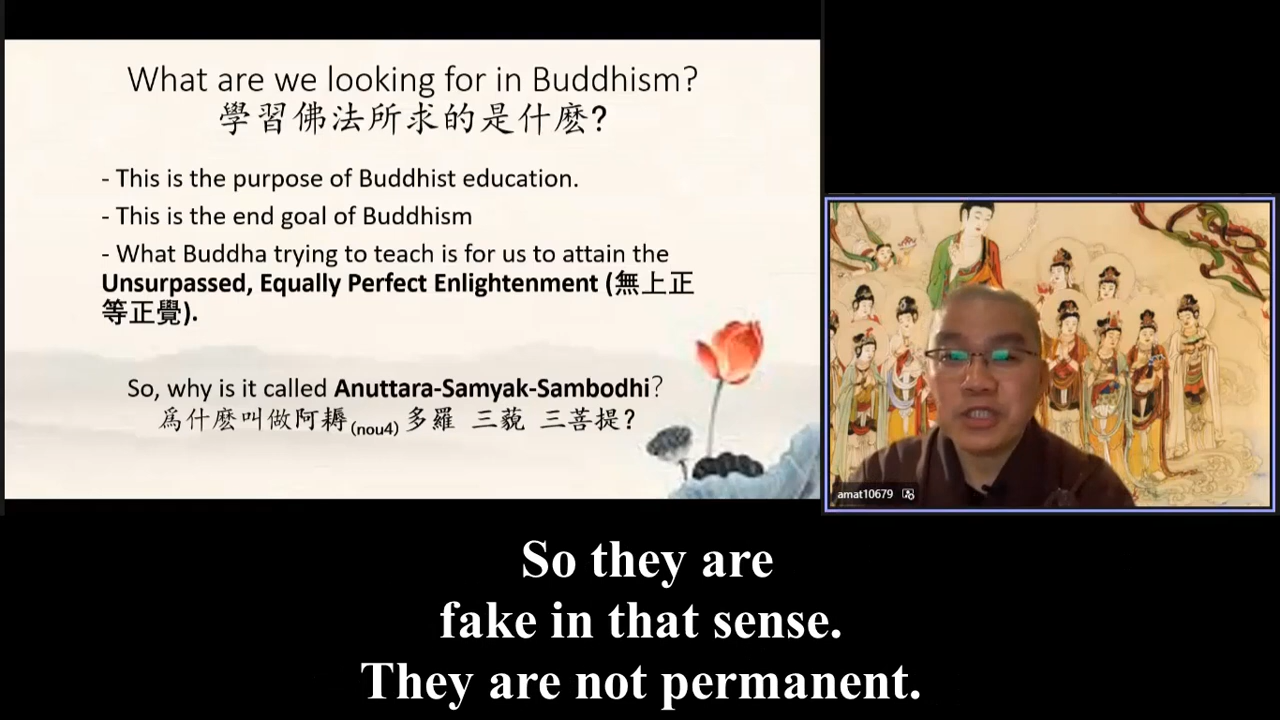 What are we looking for in Buddhism?
學習佛法所求的是什麽?
- This is the purpose of Buddhist education.
- This is the end goal of Buddhism
- What Buddha trying to teach is for us to attain the
Unsurpassed, Equally Perfect Enlightenment (無上正
等正覺).
So, why is it called Anuttara-Samyak-Sambodhi?
爲什麽叫做阿耨(nou4) 多羅 三藐 三菩提?
amat10679
So they are
fake in that sense.
They are not permanent.